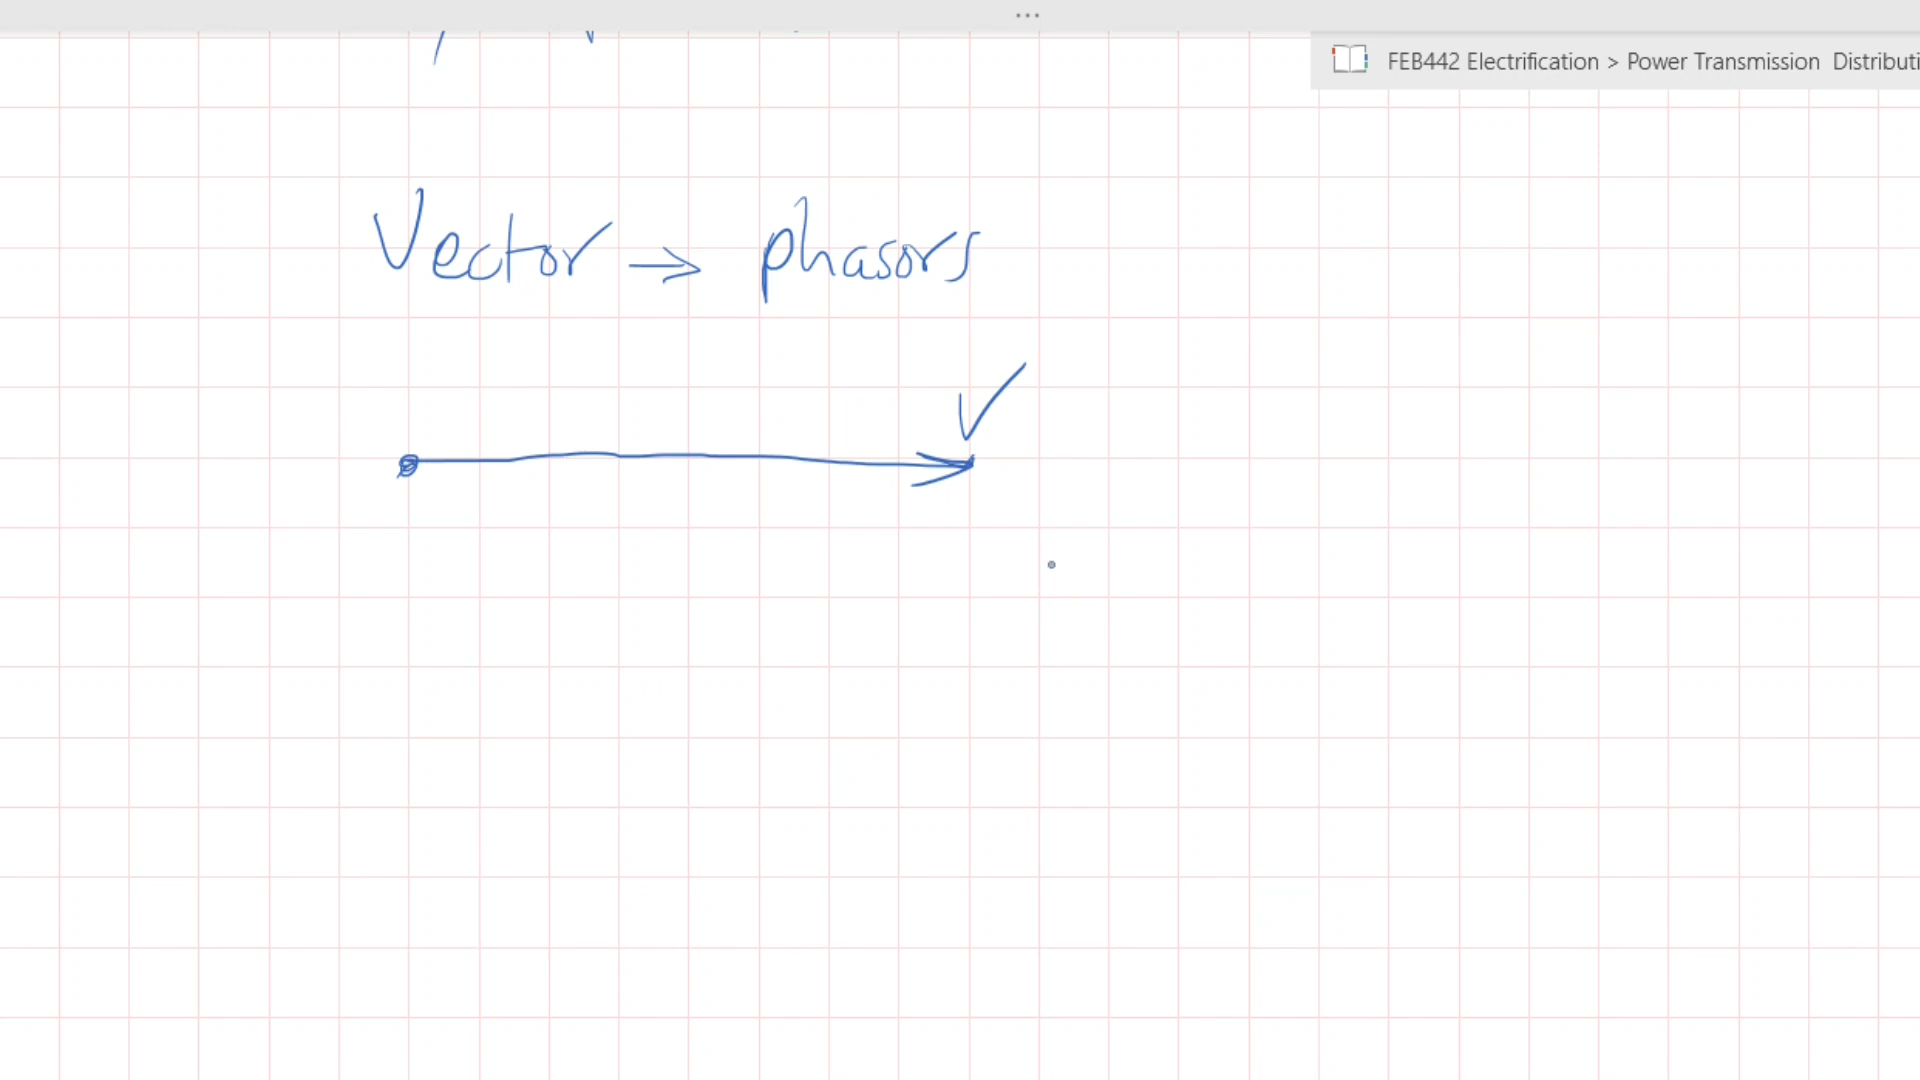 FEB442 Electrification > Power Transmission Distributi
Vector → phasors
V